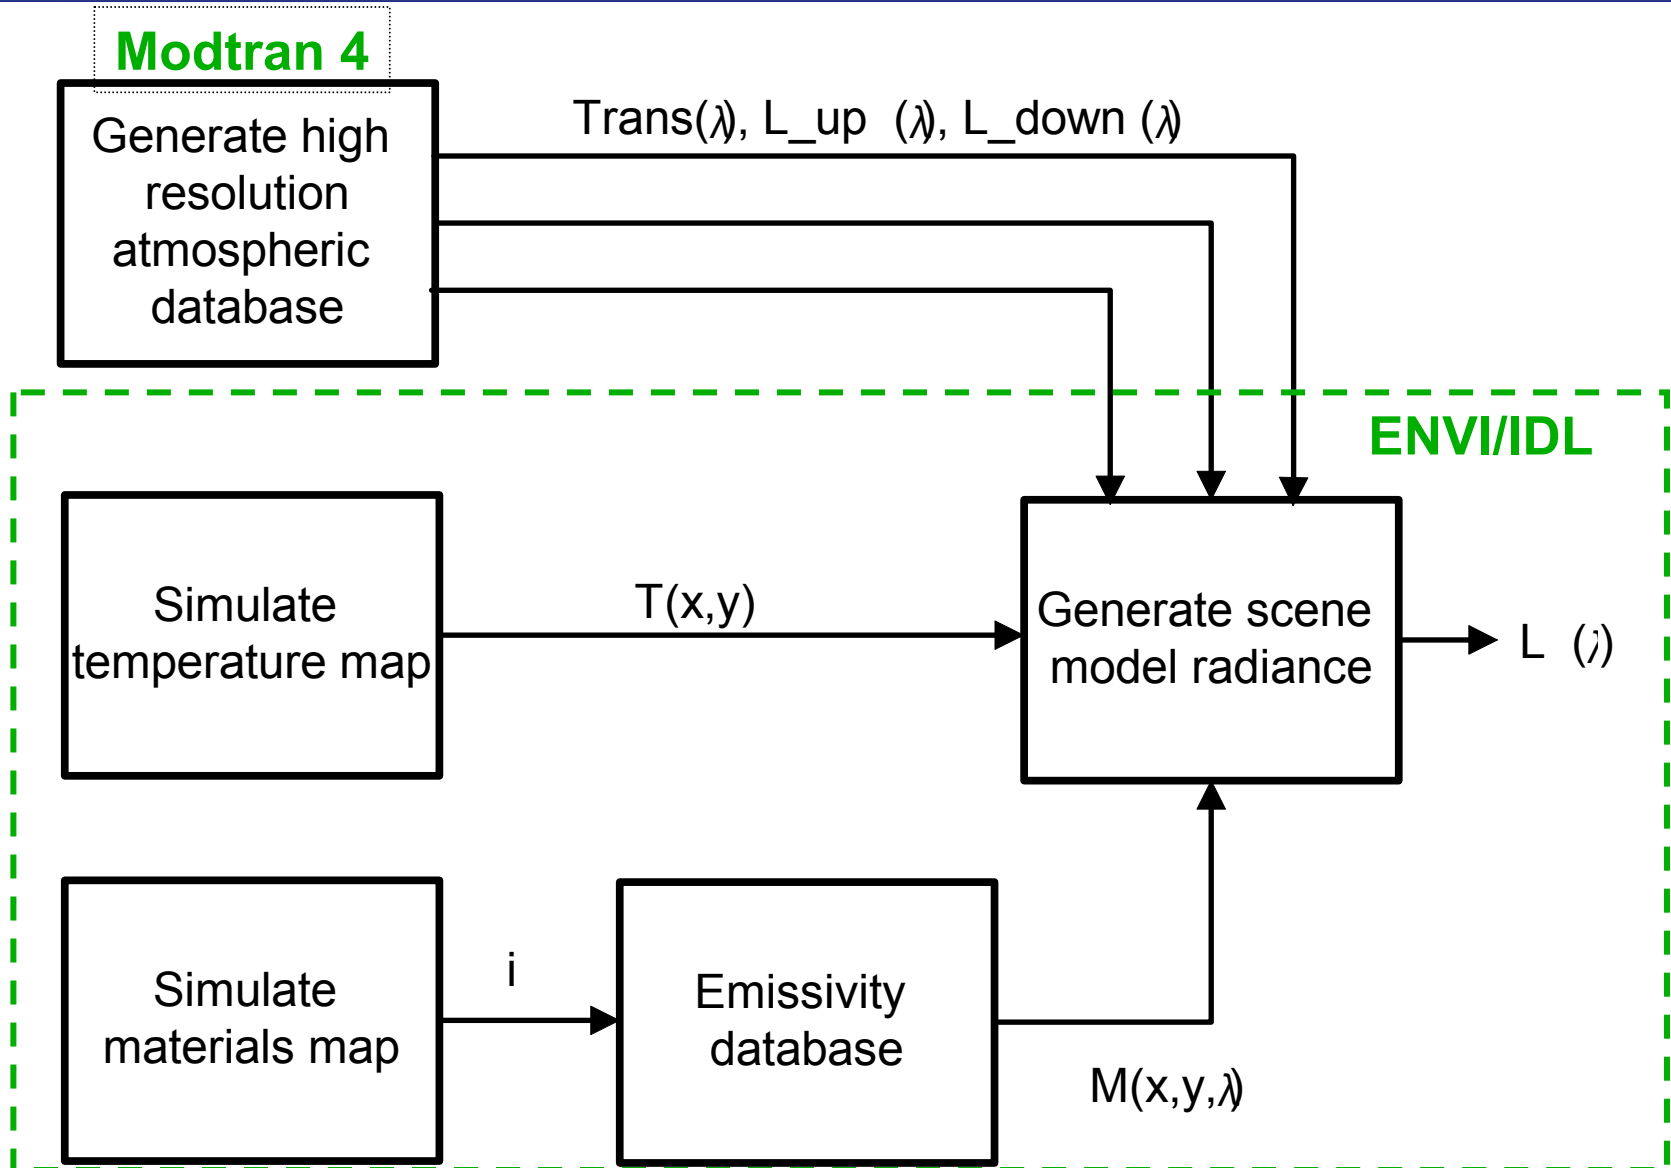 Modtran 4
Generate high
resolution
atmospheric
database
Trans(λ), L_up (λ), L_down (λ)
ENVI/IDL
Simulate
temperature map
T(x,y)
Generate scene
model radiance
L (λ)
Simulate
materials map
i
Emissivity
database
M(x,y,λ)